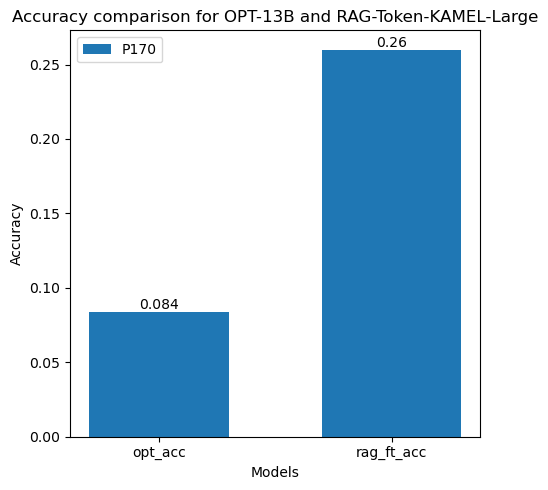 Accuracy comparison for OPT-13B and RAG-Token-KAMEL-Large
P170
0.26
0.25
0.20
0.15
0.10
0.084
0.05
0.00
Accuracy
opt_acc
rag_ft_acc
Models